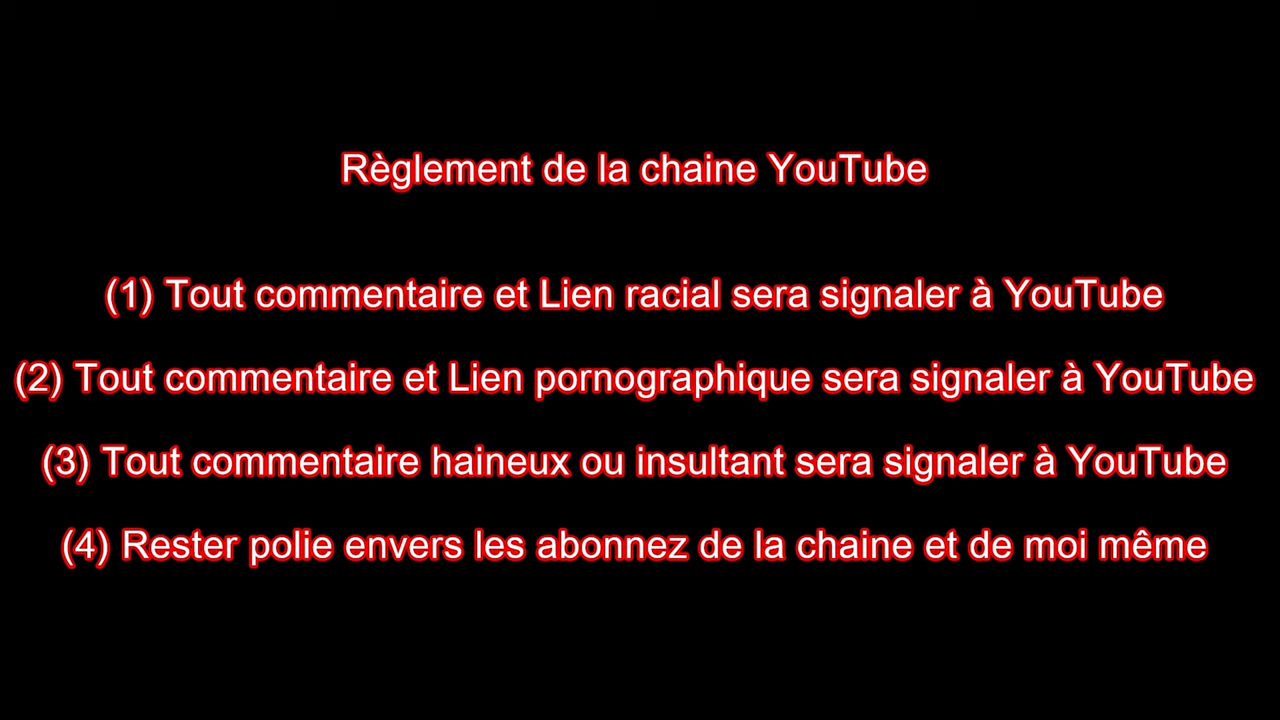 Règlement de la chaine YouTube
(1) Tout commentaire et Lien racial sera signaler à YouTube
(2) Tout commentaire et Lien pornographique sera signaler à YouTube
(3) Tout commentaire haineux ou insultant sera signaler à YouTube
(4) Rester polie envers les abonnez de la chaine et de moi même